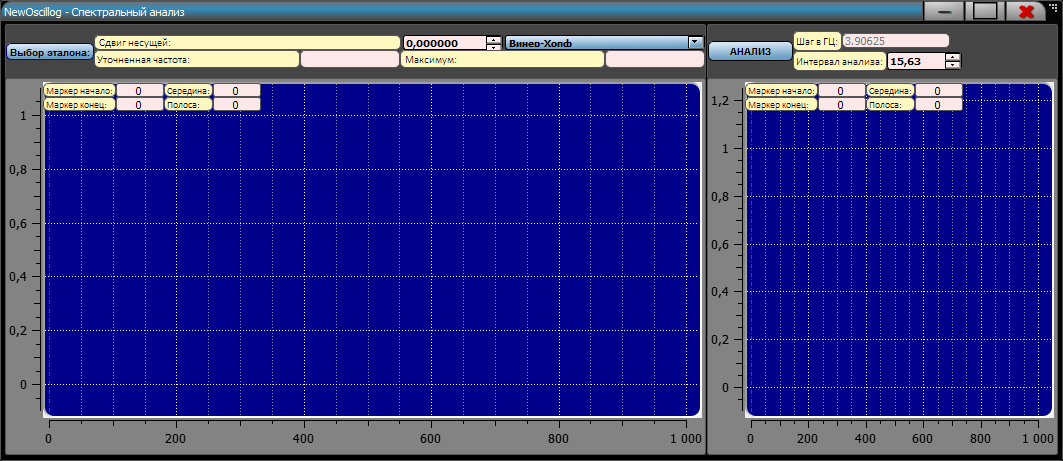 NewOscillog - Спектральный анализ
Выбор эталона:
Сдвиг несущей: 0,000000 Винер-Хопф
Уточненная частота: Максимум:
АНАЛИЗ
Шаг в ГЦ: 3.90625
Интервал анализа: 15,63
Маркер начало: 0 Середина: 0
Маркер конец: 0 Полоса: 0
1
0,8
0,6
0,4
0,2
0
0 200 400 600 800 1 000
Маркер начало: 0 Середина: 0
Маркер конец: 0 Полоса: 0
1,2
1
0,8
0,6
0,4
0,2
0
0 200 400 600 800 1 000